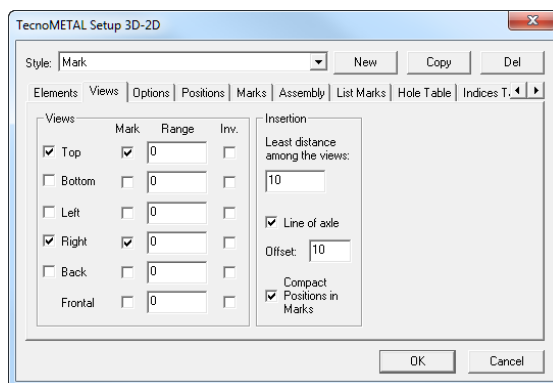 TecnoMETAL Setup 3D-2D
Style: Mark New Copy Del
Elements Views Options Positions Marks Assembly List Marks Hole Table Indices T
Views
Mark Range Inv.
Top 0
Bottom 0
Left 0
Right 0
Back 0
Frontal 0
Insertion
Least distance
among the views:
10
Line of axle
Offset: 10
Compact
Positions in
Marks
OK Cancel